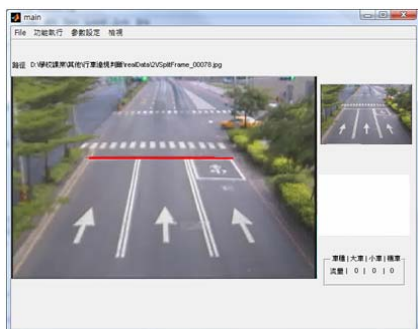 main
File 功能執行 參數設定 檢視
路徑 D:\學校課業\其他\行車違規判斷\realData\2VSplitFrame_00078.jpg
車種 | 大車 | 小車 | 機車
流量 | 0 | 0 | 0